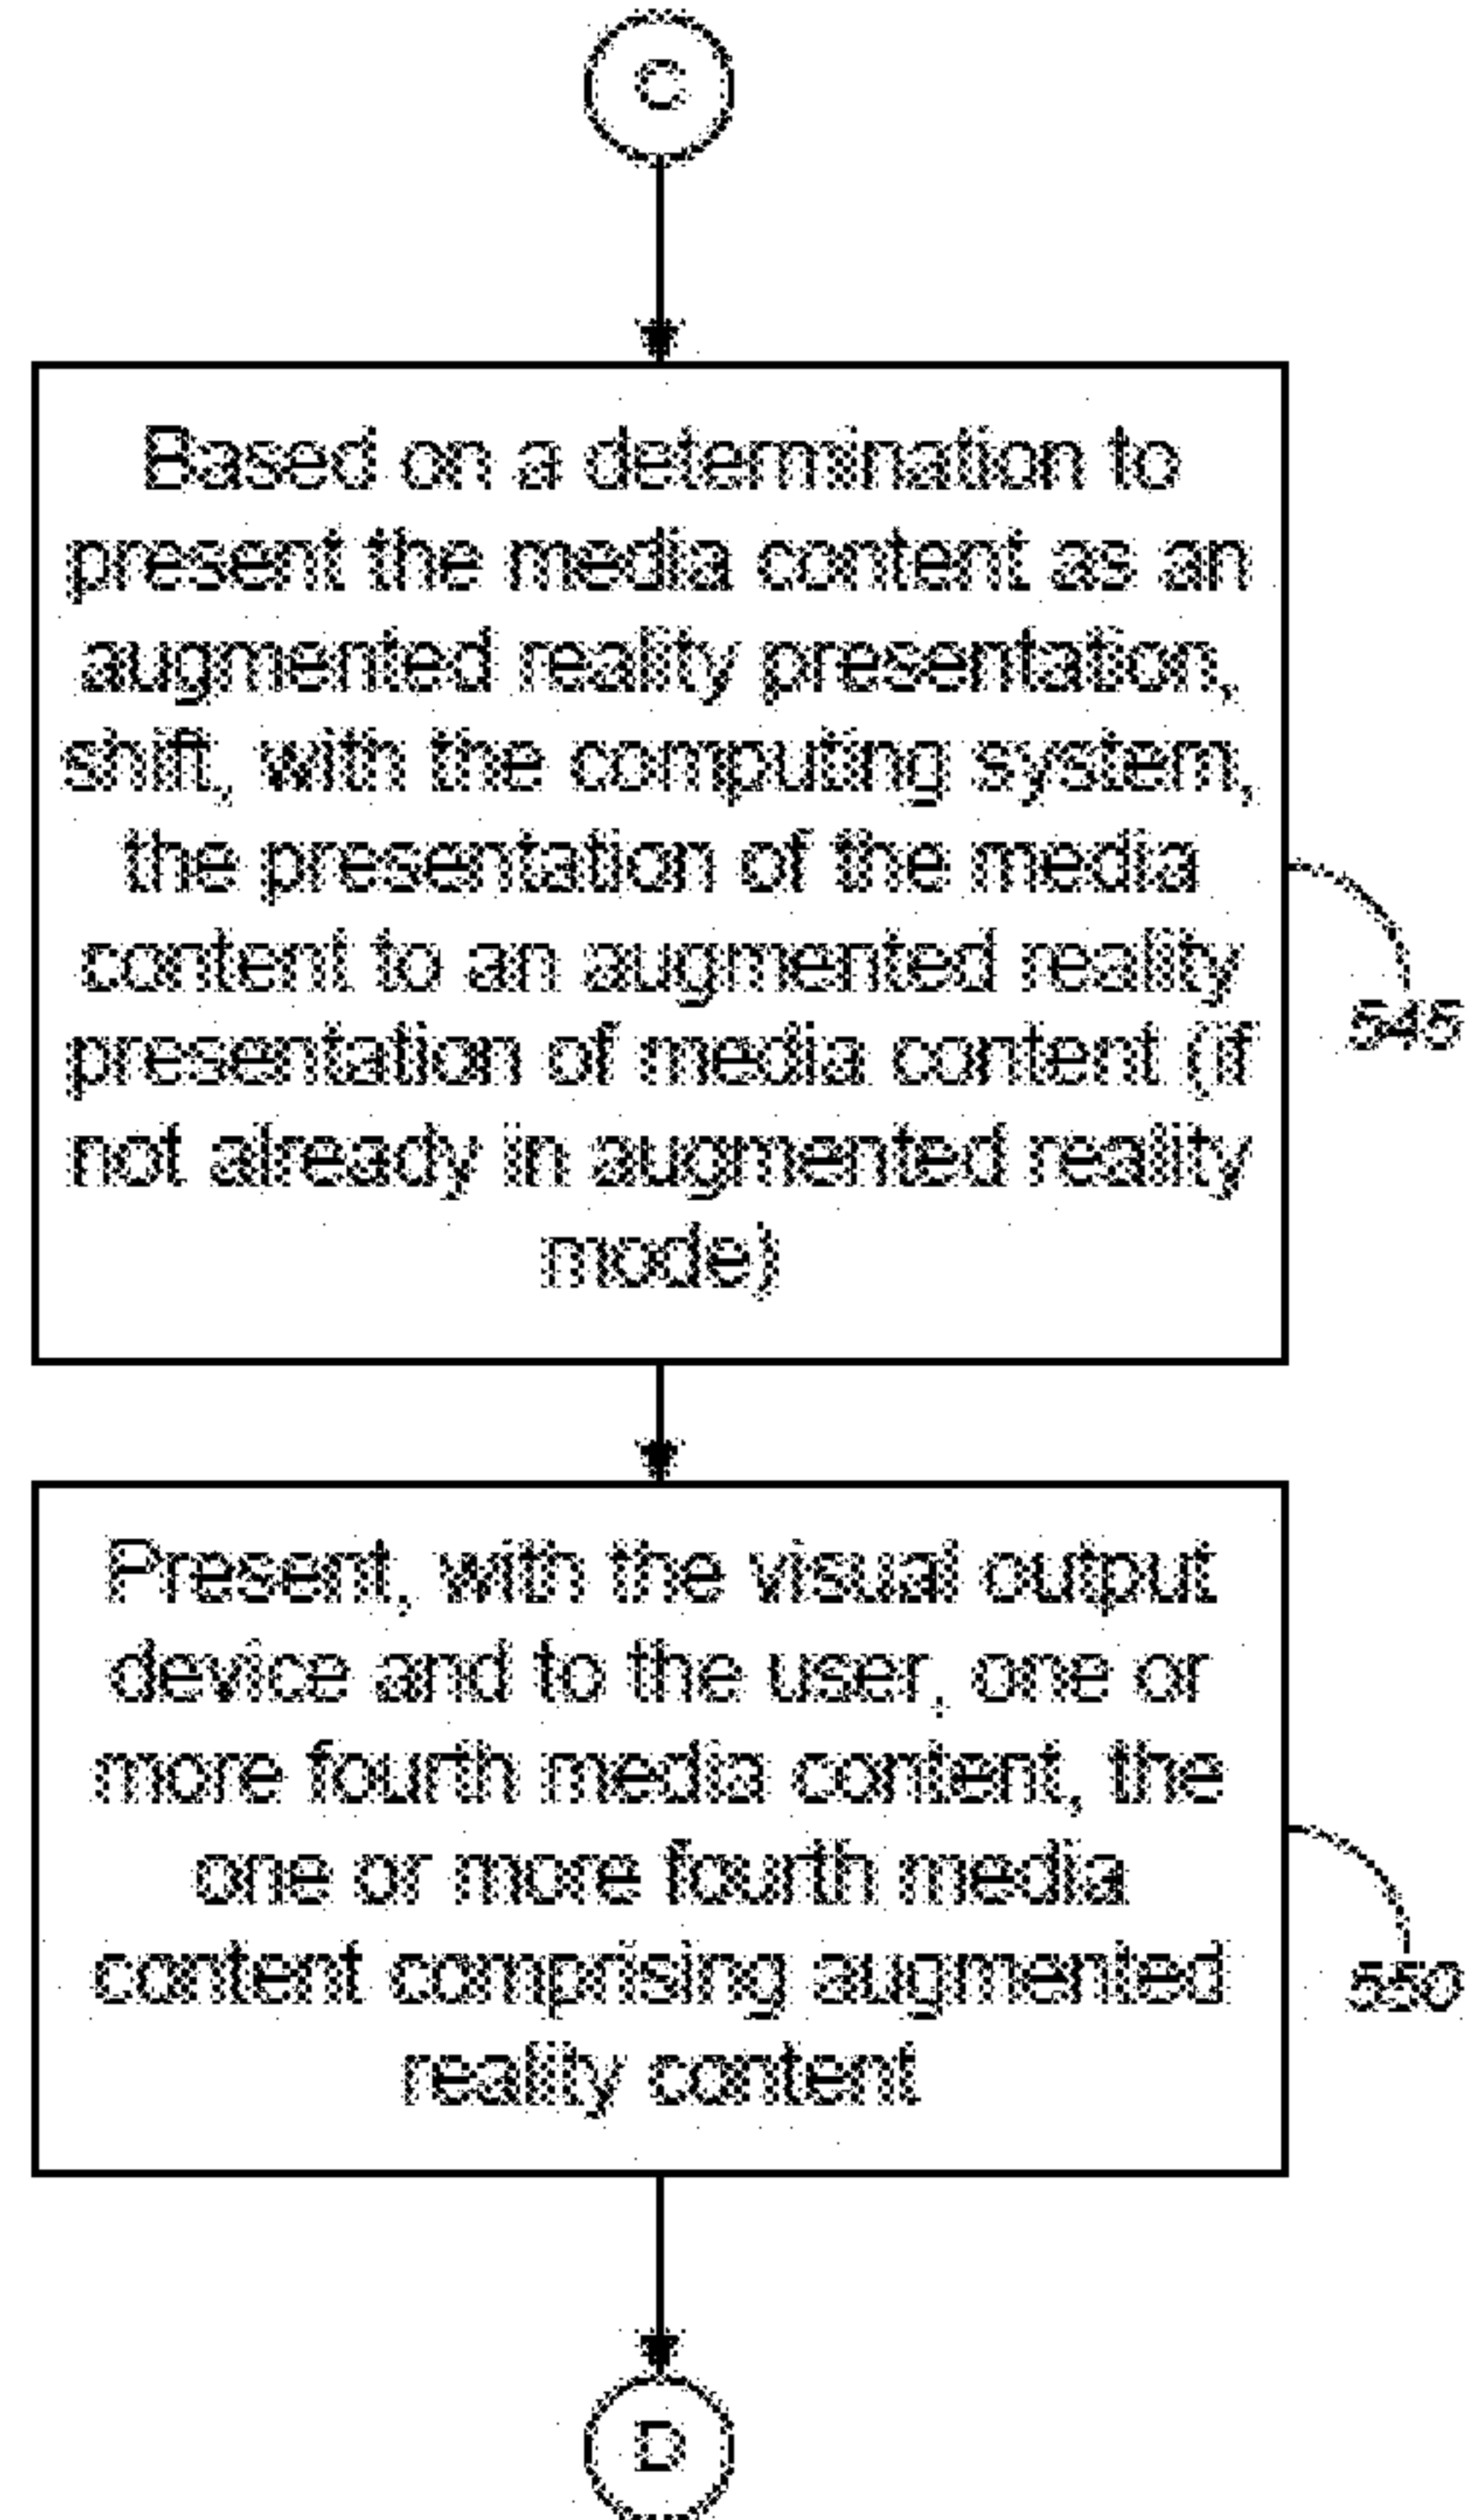 C
Based on a determination to
present the media content as an
augmented reality presentation,
shift, with the computing system,
the presentation of the media
content to an augmented reality
presentation of media content (if
not already in augmented reality
mode)
Present, with the visual output
device and to the user, one or
more fourth media content, the
one or more fourth media
content comprising augmented
reality content
D